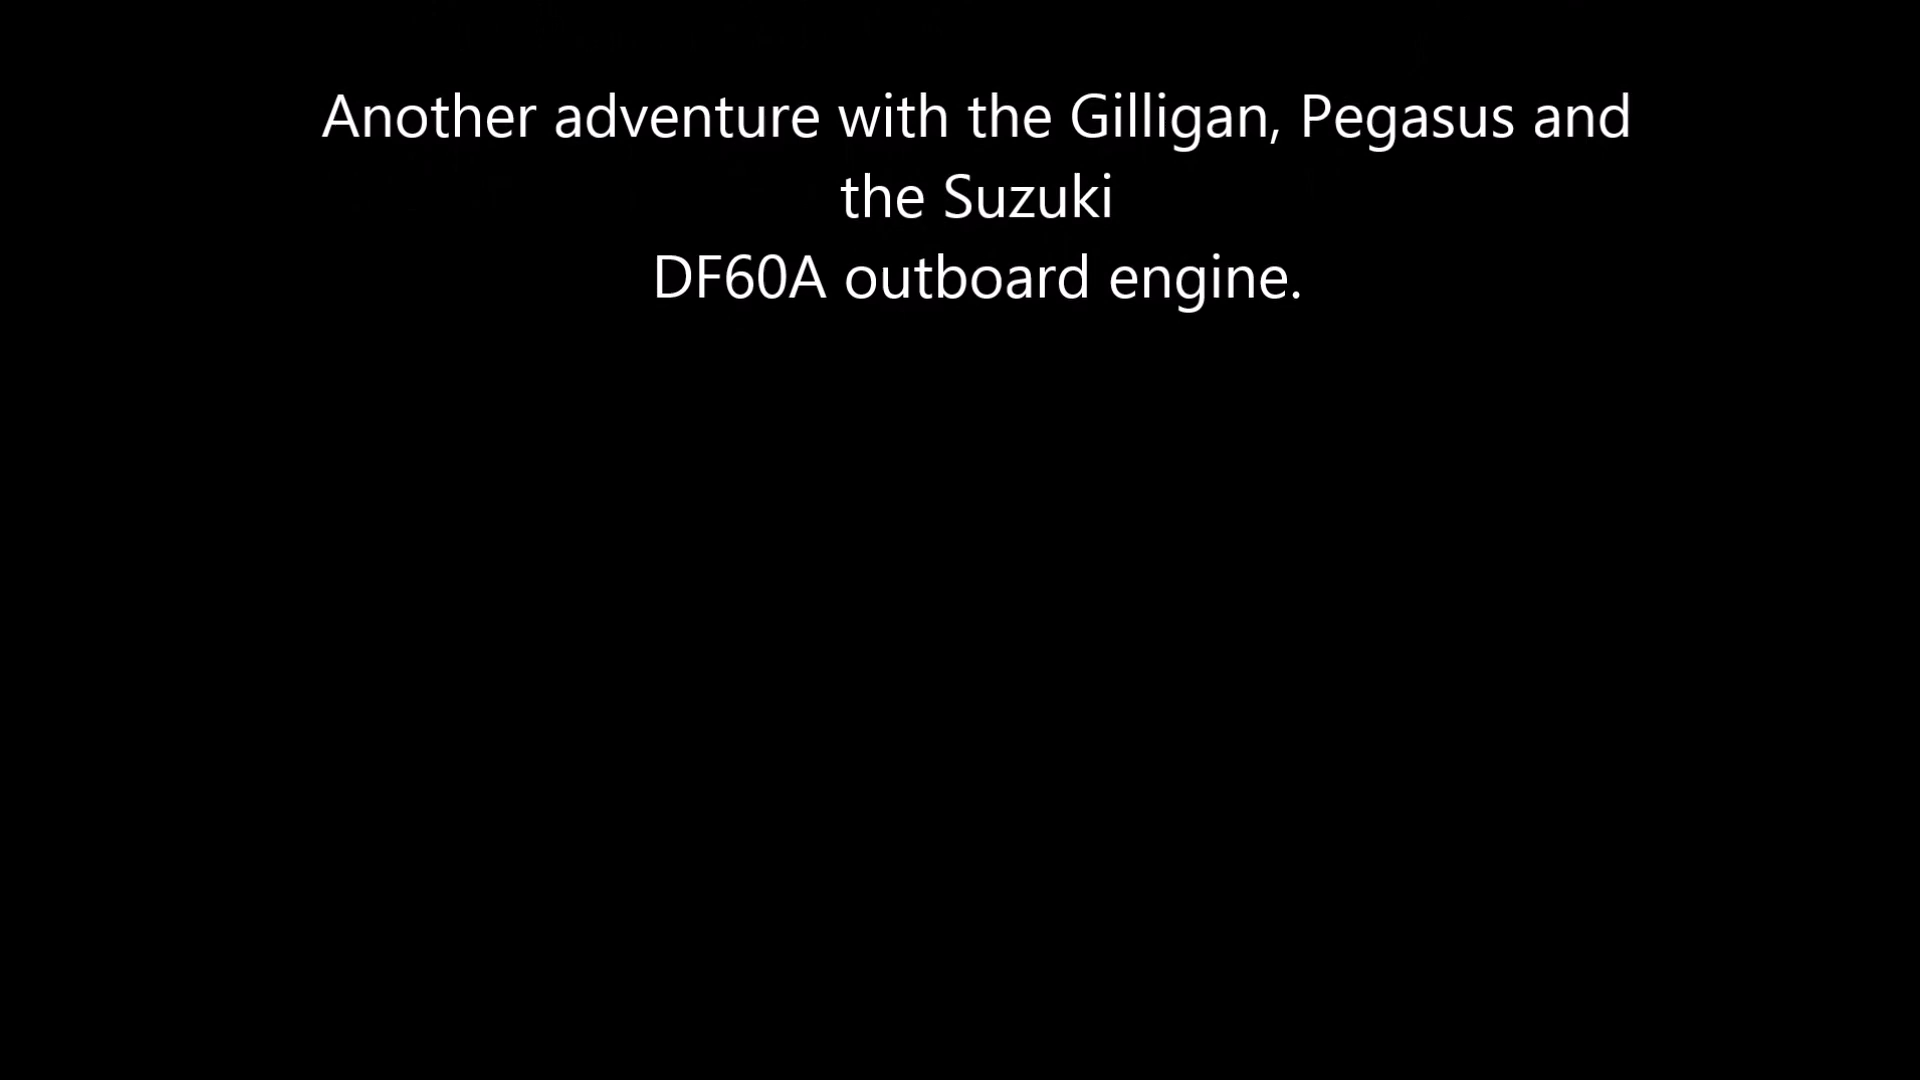 Another adventure with the Gilligan, Pegasus and
the Suzuki
DF60A outboard engine.